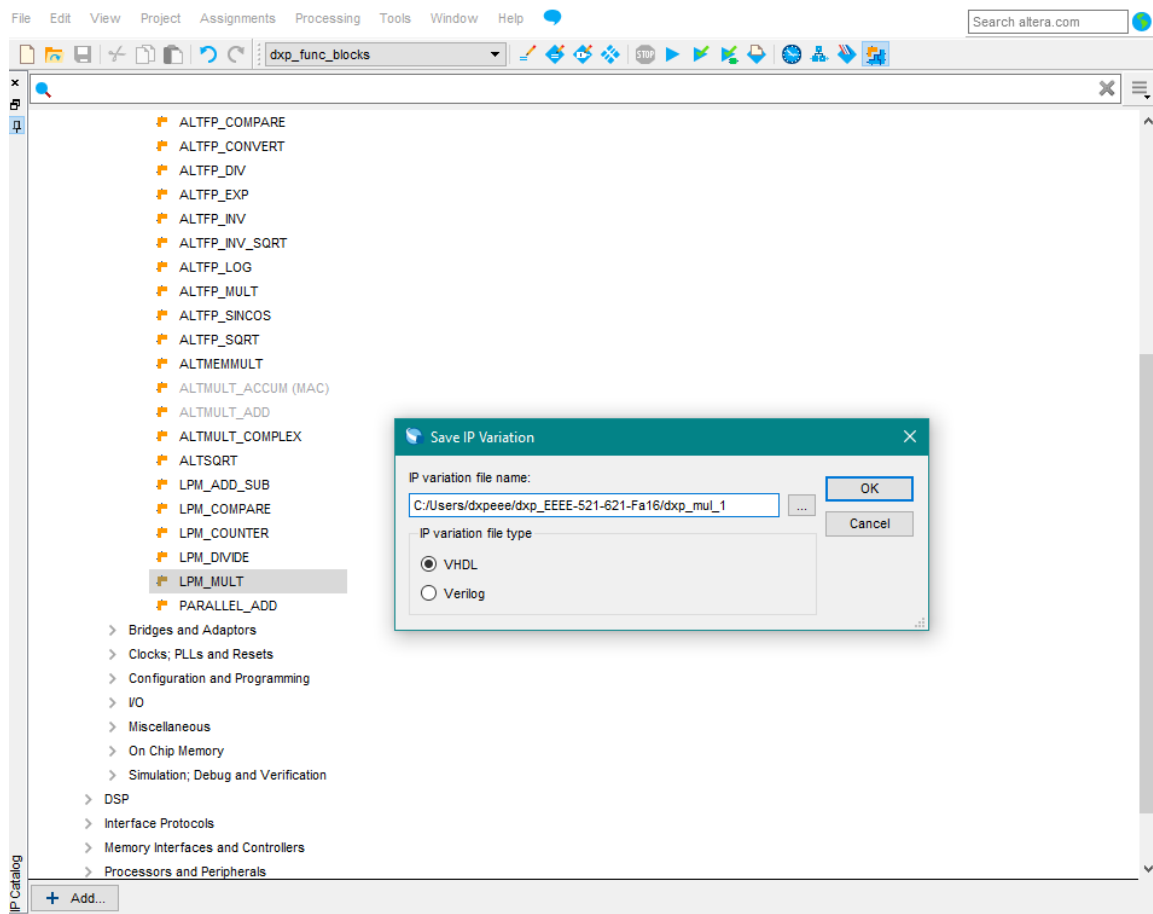 File Edit View Project Assignments Processing Tools Window Help
Search altera.com
dxp_func_blocks
STOP
ALTFP_COMPARE
ALTFP_CONVERT
ALTFP_DIV
ALTFP_EXP
ALTFP_INV
ALTFP_INV_SQRT
ALTFP_LOG
ALTFP_MULT
ALTFP_SINCOS
ALTFP_SQRT
ALTMEMMULT
ALTMULT_ACCUM (MAC)
ALTMULT_ADD
ALTMULT_COMPLEX
ALTSQRT
LPM_ADD_SUB
LPM_COMPARE
LPM_COUNTER
LPM_DIVIDE
LPM_MULT
PARALLEL_ADD
Bridges and Adaptors
Clocks; PLLs and Resets
Configuration and Programming
I/O
Miscellaneous
On Chip Memory
Simulation; Debug and Verification
DSP
Interface Protocols
Memory Interfaces and Controllers
Processors and Peripherals
Save IP Variation
IP variation file name:
C:/Users/dxpeee/dxp_EEEE-521-621-Fa16/dxp_mul_1
...
OK
Cancel
IP variation file type
VHDL
Verilog
IP Catalog
+ Add...